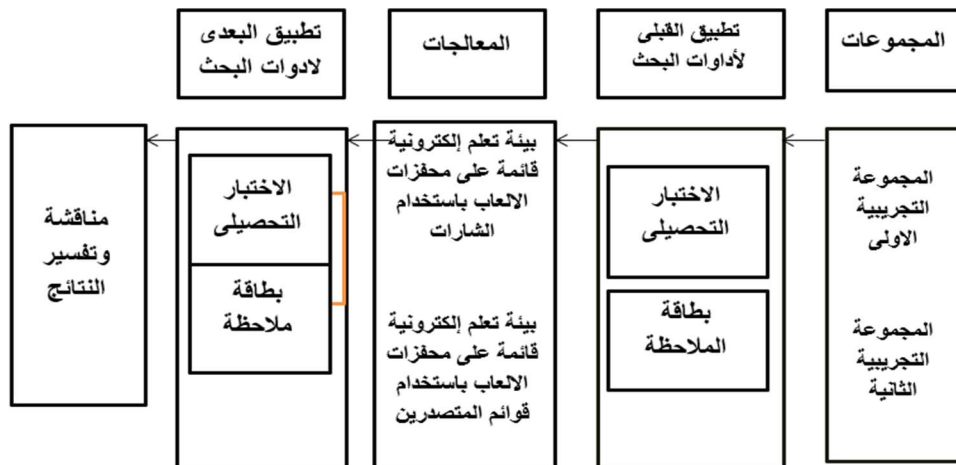 المجموعات
تطبيق القبلى
لأداوات البحث
المعالجات
تطبيق البعدى
لادوات البحث
المجموعة
التجريبية
الاولى
المجموعة
التجريبية
الثانية
الاختبار
التحصيلى
بطاقة
الملاحظة
بيئة تعلم إلكترونية
قائمة على محفزات
الالعاب باستخدام
الشارات
بيئة تعلم إلكترونية
قائمة على محفزات
الالعاب باستخدام
قوائم المتصدرين
الاختبار
التحصيلى
بطاقة
ملاحظة
مناقشة
وتفسير
النتائج